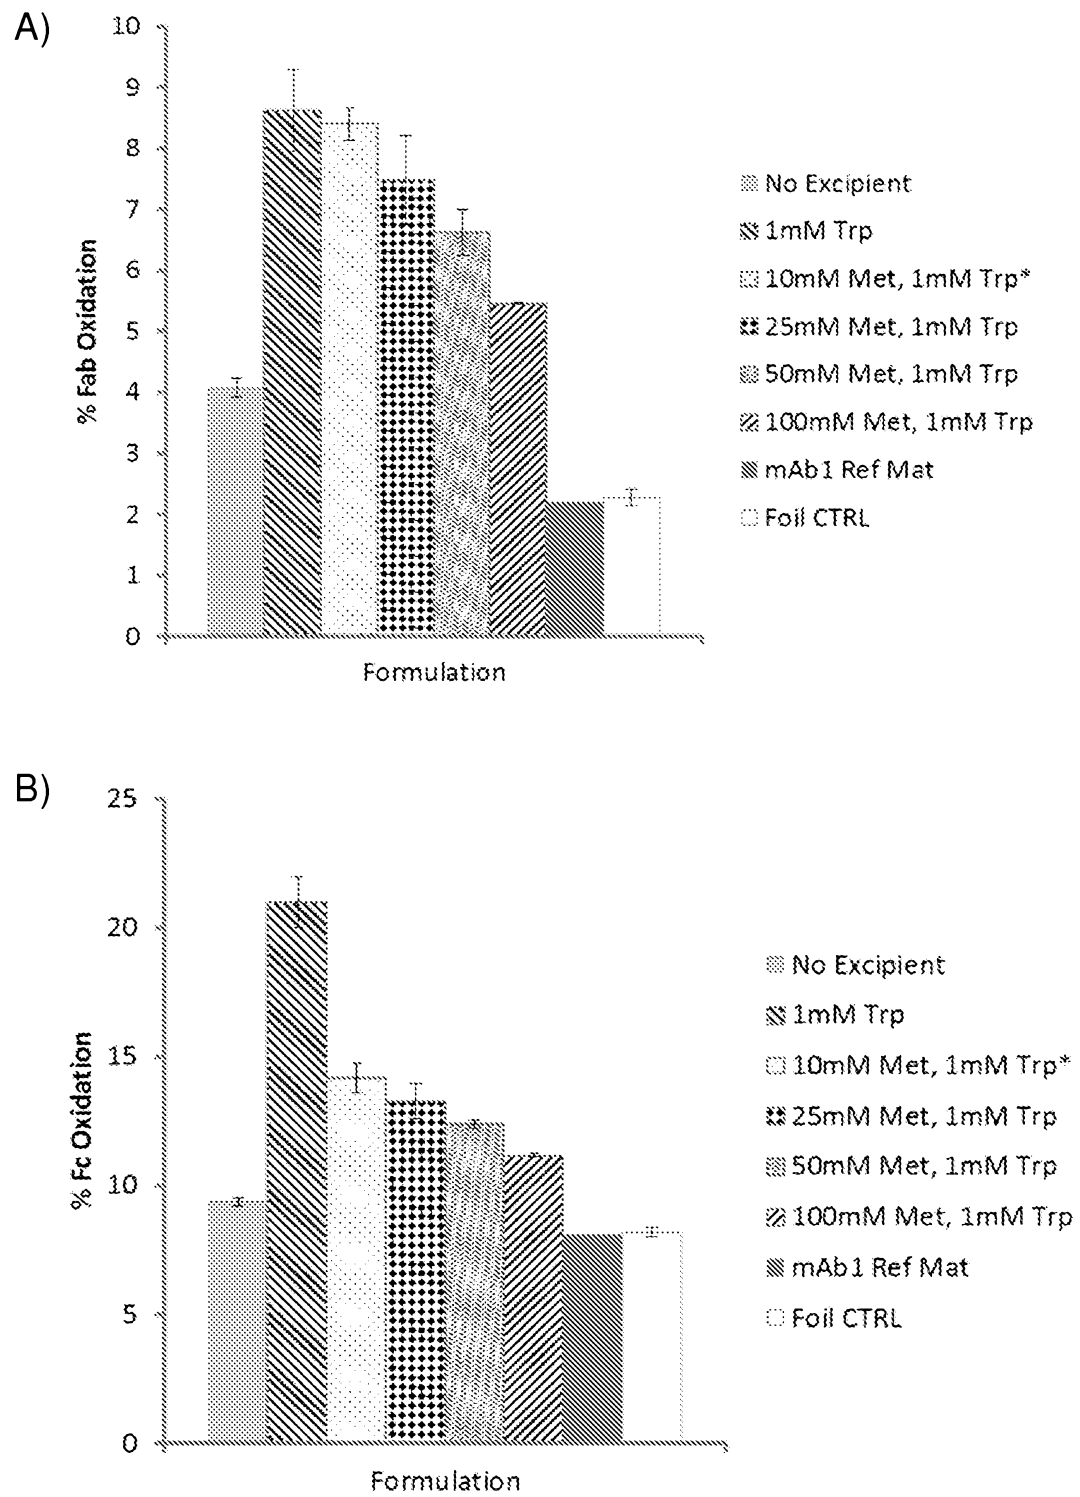 A)
10
9
8
7
6
5
4
3
2
1
0
% Fab Oxidation
Formulation
No Excipient
1mM Trp
10mM Met, 1mM Trp*
25mM Met, 1mM Trp
50mM Met, 1mM Trp
100mM Met, 1mM Trp
mAb1 Ref Mat
Foil CTRL
B)
25
20
15
10
5
0
% Fc Oxidation
Formulation
No Excipient
1mM Trp
10mM Met, 1mM Trp*
25mM Met, 1mM Trp
50mM Met, 1mM Trp
100mM Met, 1mM Trp
mAb1 Ref Mat
Foil CTRL